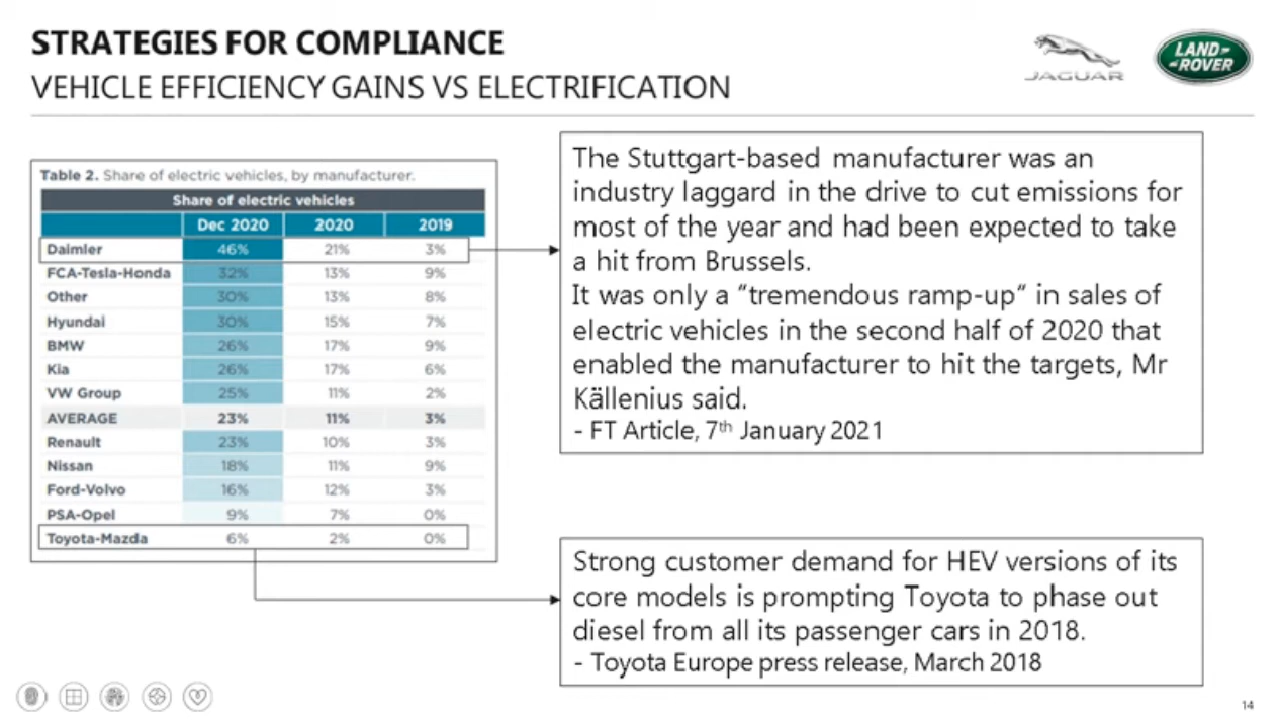 STRATEGIES FOR COMPLIANCE
VEHICLE EFFICIENCY GAINS VS ELECTRIFICATION
JAGUAR
LAND-
-ROVER
Table 2. Share of electric vehicles, by manufacturer.
Share of electric vehicles
Dec 2020 2020 2019
Daimler 46% 21% 3%
FCA-Tesla-Honda 32% 13% 9%
Other 30% 13% 8%
Hyundai 30% 15% 7%
BMW 26% 17% 9%
Kia 26% 17% 6%
VW Group 25% 11% 2%
AVERAGE 23% 11% 3%
Renault 23% 10% 3%
Nissan 18% 11% 9%
Ford-Volvo 16% 12% 3%
PSA-Opel 9% 7% 0%
Toyota-Mazda 6% 2% 0%
The Stuttgart-based manufacturer was an
industry laggard in the drive to cut emissions for
most of the year and had been expected to take
a hit from Brussels.
It was only a "tremendous ramp-up" in sales of
electric vehicles in the second half of 2020 that
enabled the manufacturer to hit the targets, Mr
Källenius said.
- FT Article, 7th January 2021
Strong customer demand for HEV versions of its
core models is prompting Toyota to phase out
diesel from all its passenger cars in 2018.
- Toyota Europe press release, March 2018
14